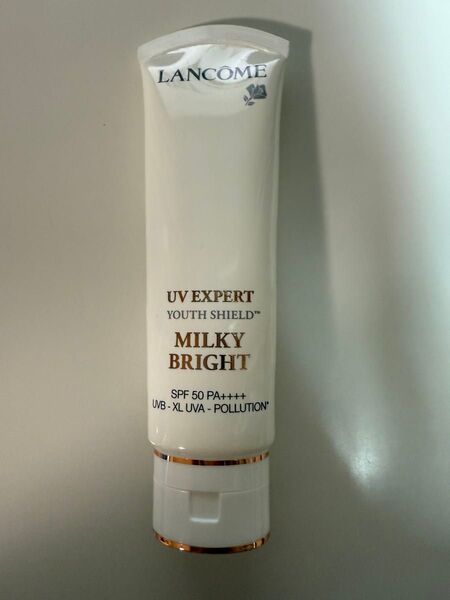 LANCÔME
UV EXPERT
YOUTH SHIELD™
MILKY
BRIGHT
SPF 50 PA++++
UVB - XL UVA - POLLUTION*